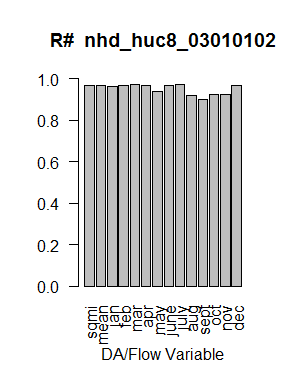 R#  nhd_huc8_03010102
1.0
0.8
0.6
0.4
0.2
0.0
sqmi
mean
jan
feb
mar
apr
may
june
july
aug
sept
oct
nov
dec
DA/Flow Variable